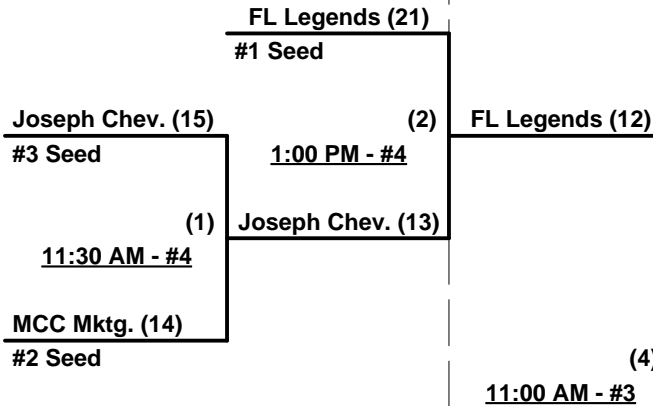 FL Legends (21)
#1 Seed
Joseph Chev. (15)
#3 Seed
(2)
1:00 PM - #4
FL Legends (12)
(1)
11:30 AM - #4
Joseph Chev. (13)
MCC Mktg. (14)
#2 Seed
(4)
11:00 AM - #3